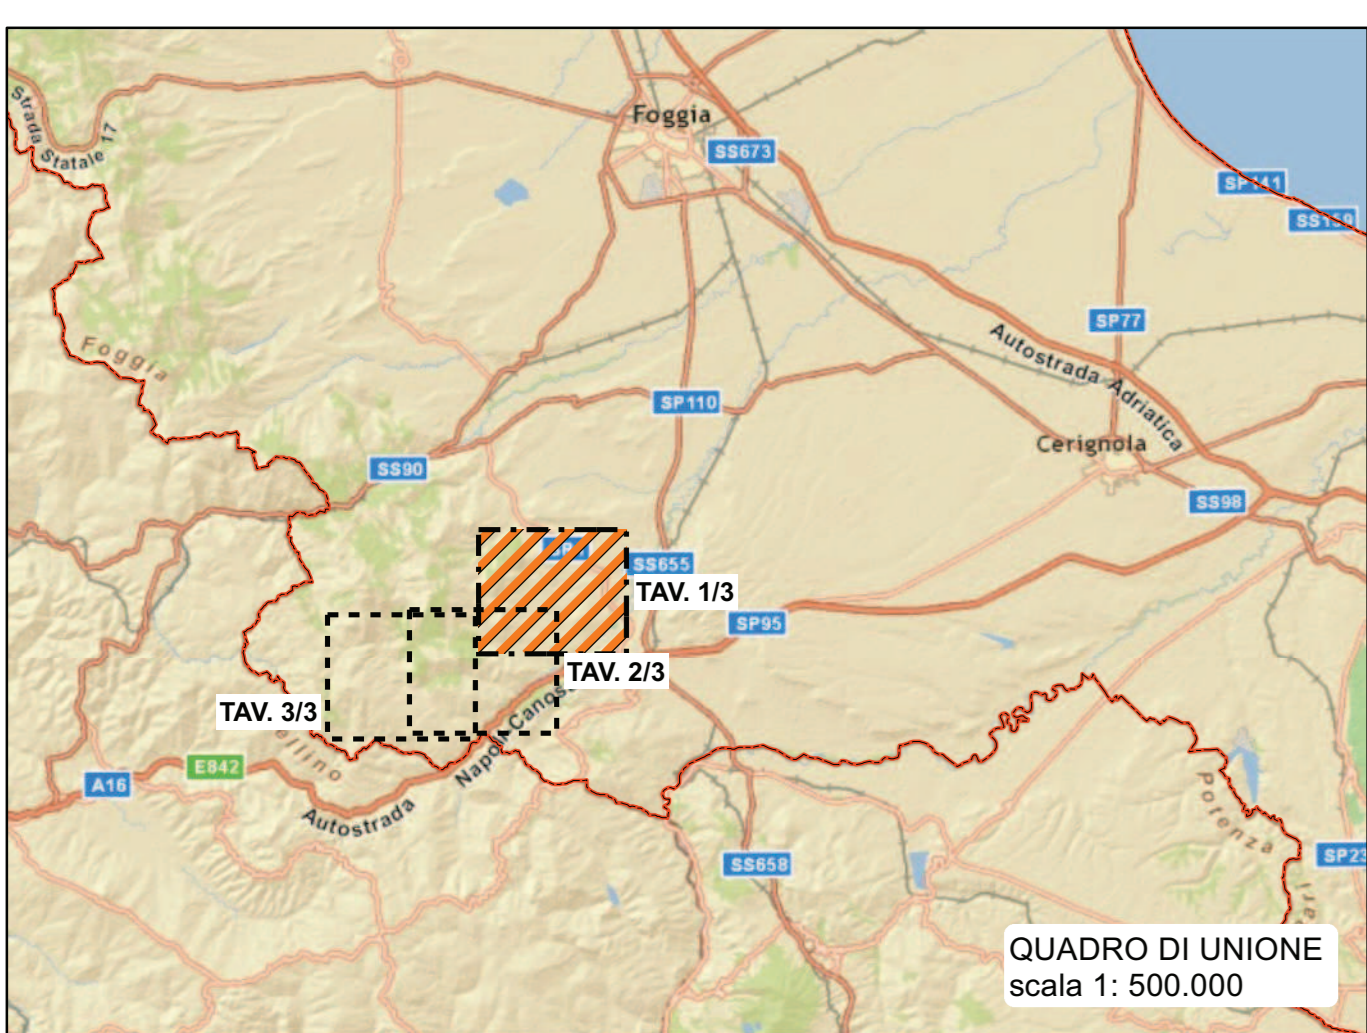 Strada Statale 17
Foggia
SS673
SP141
SS159
SP77
Foggia
Autostrada Adriatica
SP110
Cerignola
SS90
SS98
SS655
TAV. 1/3
SP95
TAV. 2/3
TAV. 3/3
Napoli Canosa
E842
A16
Autostrada
Potenza
SS658
SP23
QUADRO DI UNIONE
scala 1: 500.000